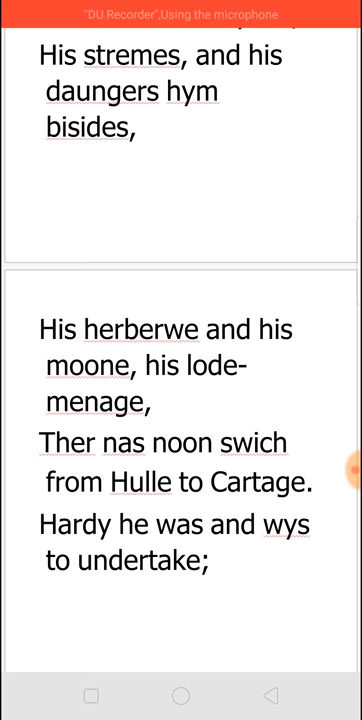 "DU Recorder",Using the microphone
His stremes, and his
daungers hym
bisides,
His herberwe and his
moone, his lode-
menage,
Ther nas noon swich
from Hulle to Cartage.
Hardy he was and wys
to undertake;